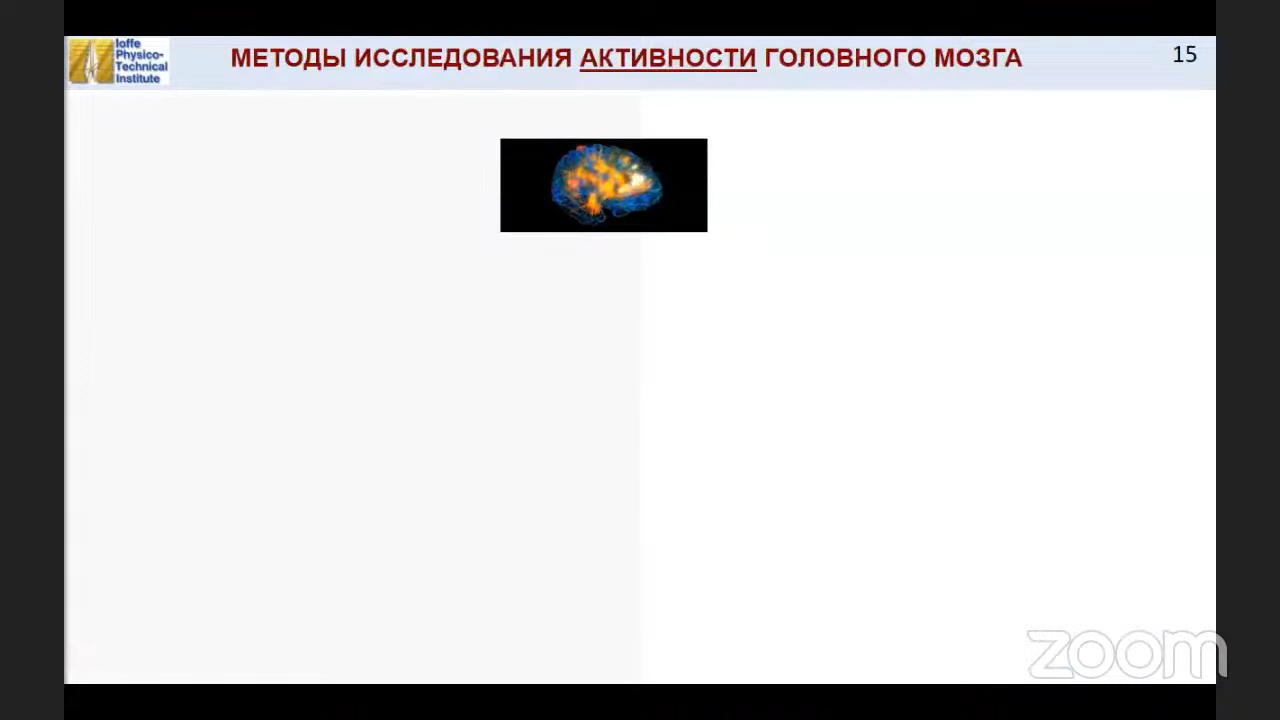 Ioffe
Physico-
Technical
Institute
МЕТОДЫ ИССЛЕДОВАНИЯ АКТИВНОСТИ ГОЛОВНОГО МОЗГА
15
zoom